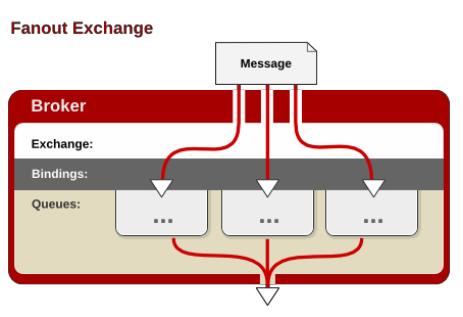 Fanout Exchange
Message
Broker
Exchange:
Bindings:
Queues:
... ... ...